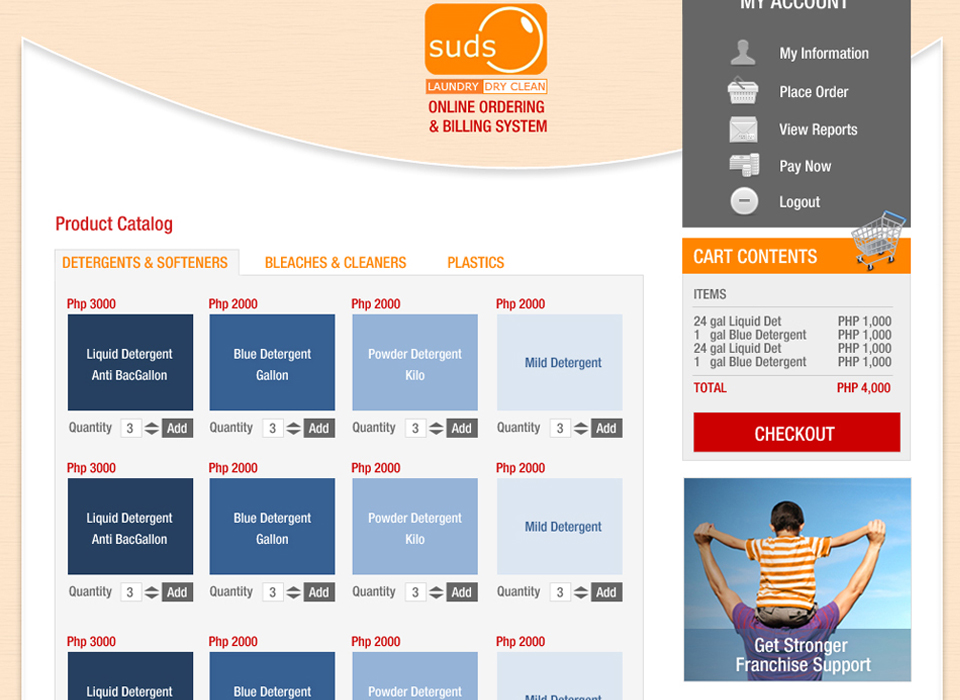 suds
LAUNDRY DRY CLEAN
ONLINE ORDERING
& BILLING SYSTEM
MY ACCOUNT
My Information
Place Order
View Reports
Pay Now
Logout
Product Catalog
DETERGENTS & SOFTENERS BLEACHES & CLEANERS PLASTICS
Php 3000 Php 2000 Php 2000 Php 2000
Liquid Detergent
Anti BacGallon
Blue Detergent
Gallon
Powder Detergent
Kilo
Mild Detergent
Quantity 3 Add Quantity 3 Add Quantity 3 Add Quantity 3 Add
Php 3000 Php 2000 Php 2000 Php 2000
Liquid Detergent
Anti BacGallon
Blue Detergent
Gallon
Powder Detergent
Kilo
Mild Detergent
Quantity 3 Add Quantity 3 Add Quantity 3 Add Quantity 3 Add
Php 3000 Php 2000 Php 2000 Php 2000
Liquid Detergent
Blue Detergent
Powder Detergent
Mild Detergent
CART CONTENTS
ITEMS
24 gal Liquid Det PHP 1,000
1 gal Blue Detergent PHP 1,000
24 gal Liquid Det PHP 1,000
1 gal Blue Detergent PHP 1,000
TOTAL PHP 4,000
CHECKOUT
Get Stronger
Franchise Support